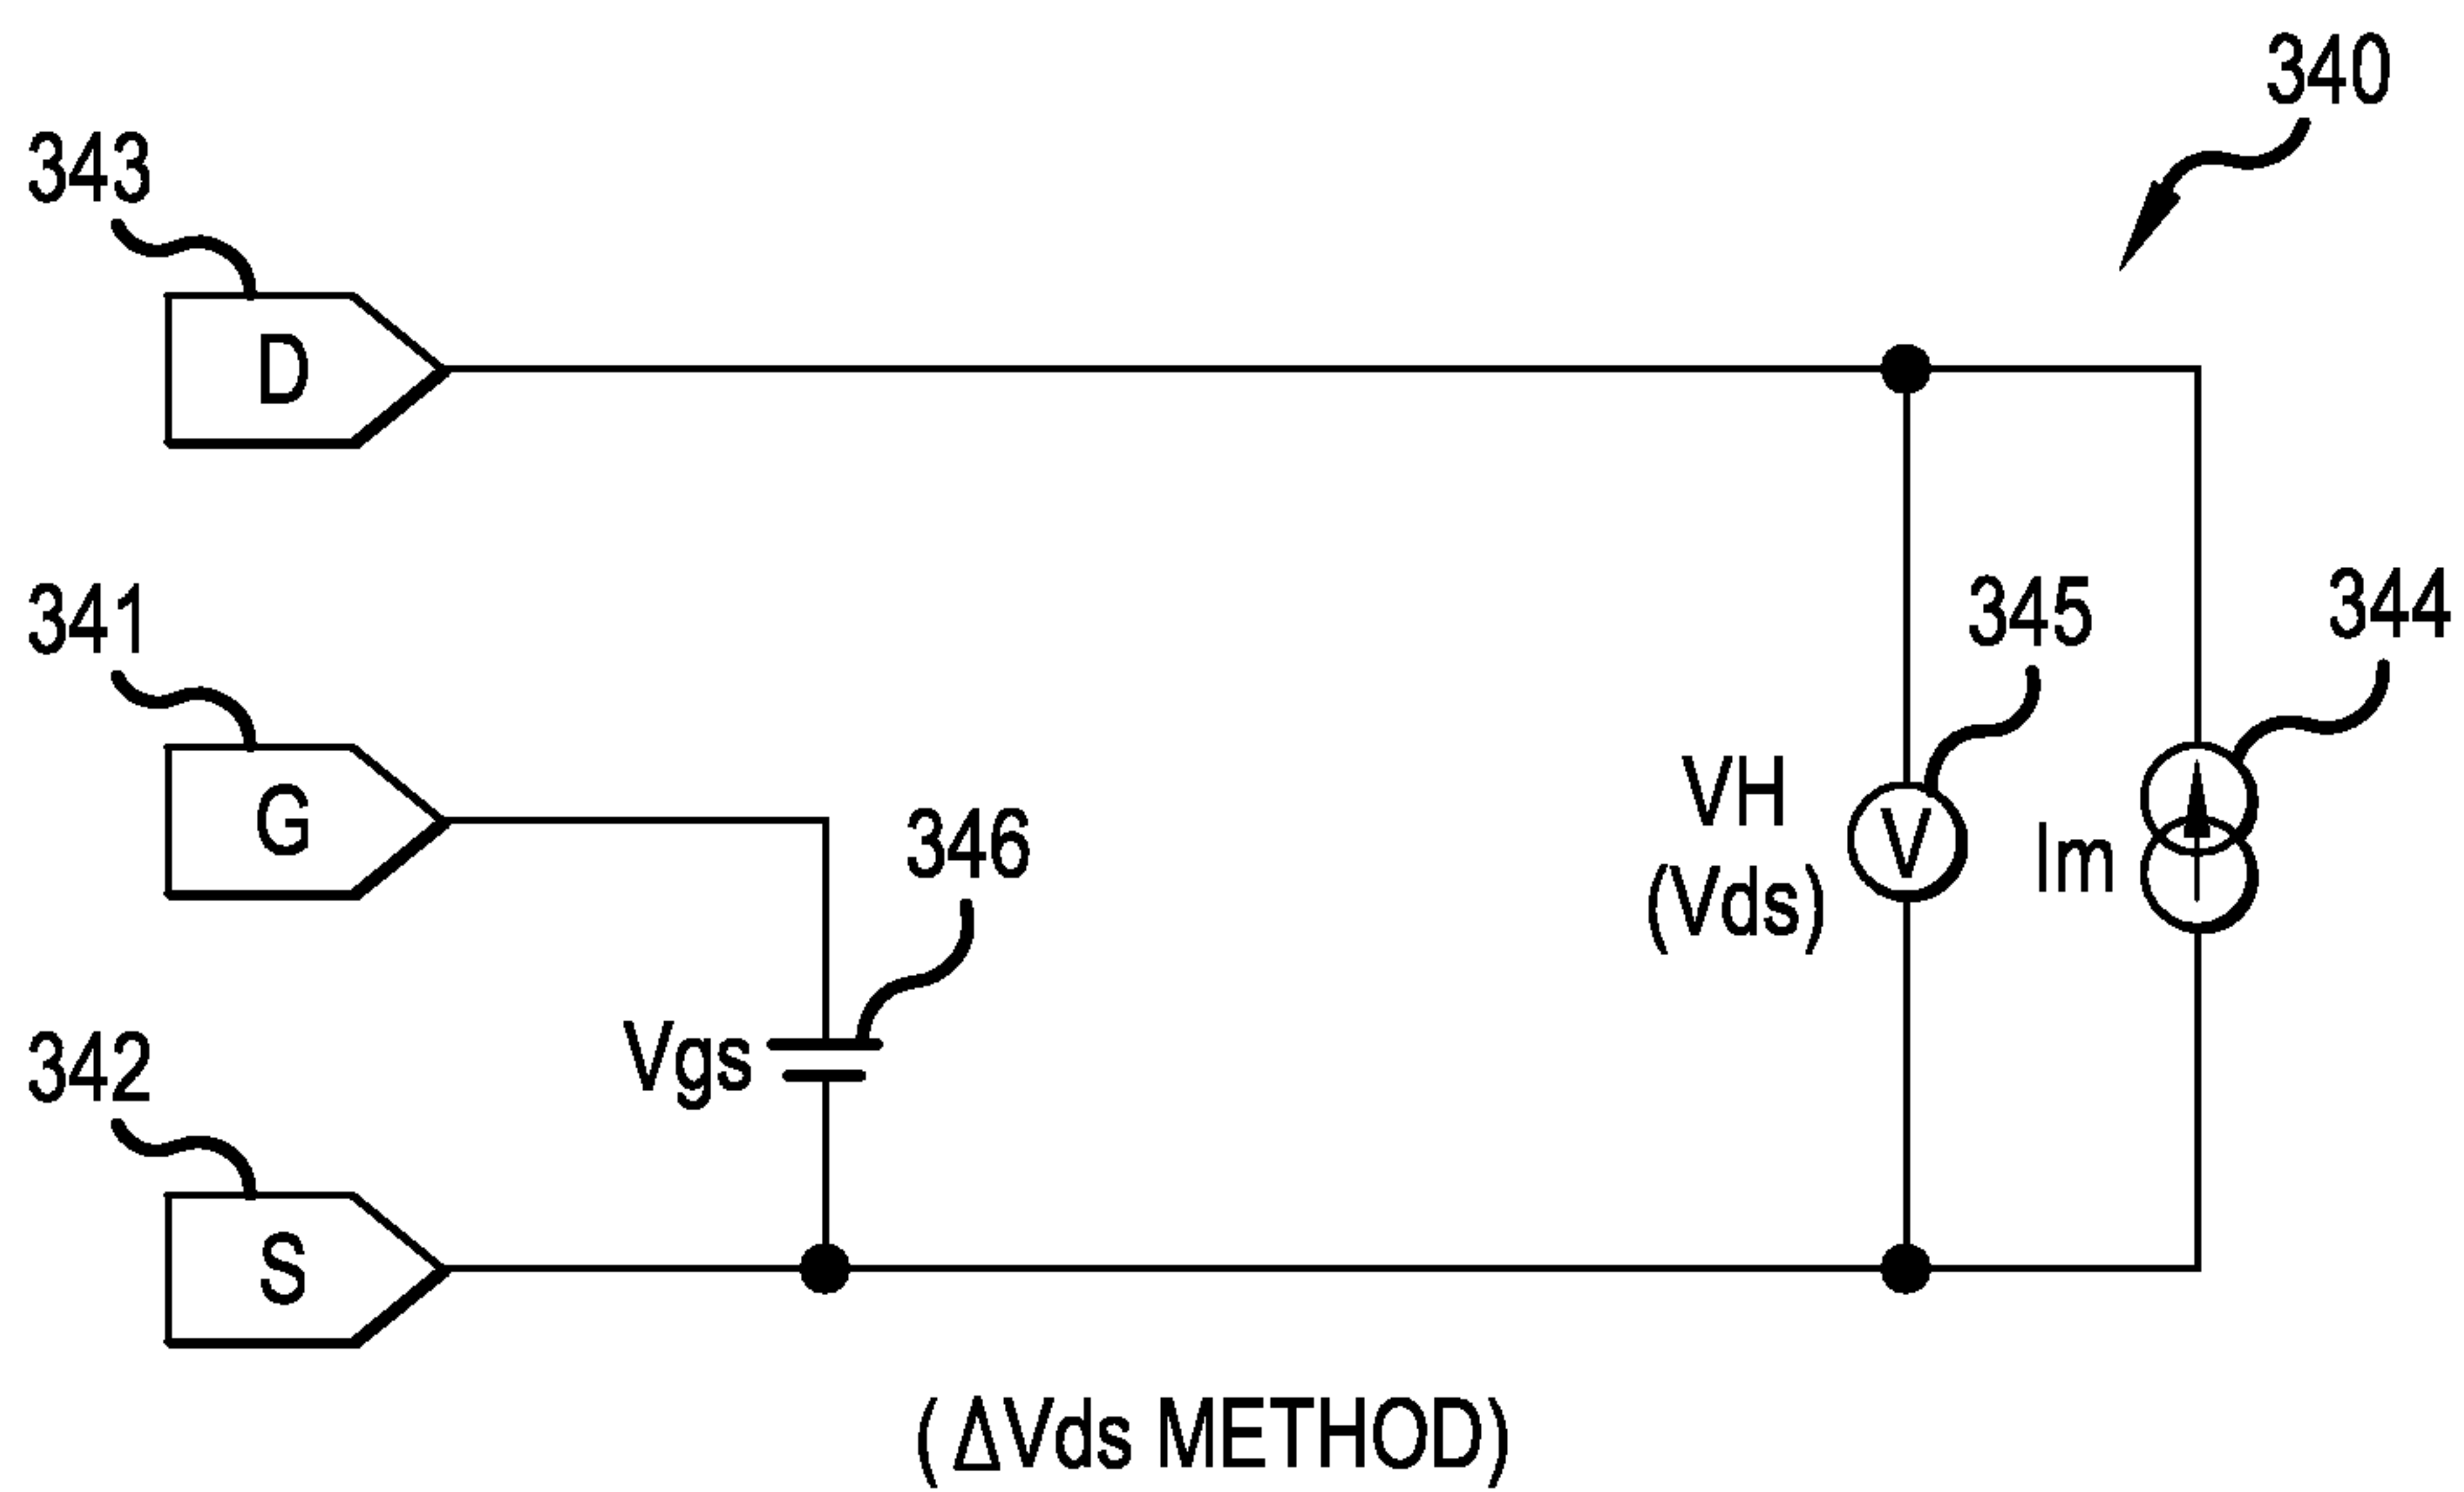 340
343
D
341
345
344
G
346
VH
(Vds)
V
Im
342
Vgs
S
(ΔVds METHOD)